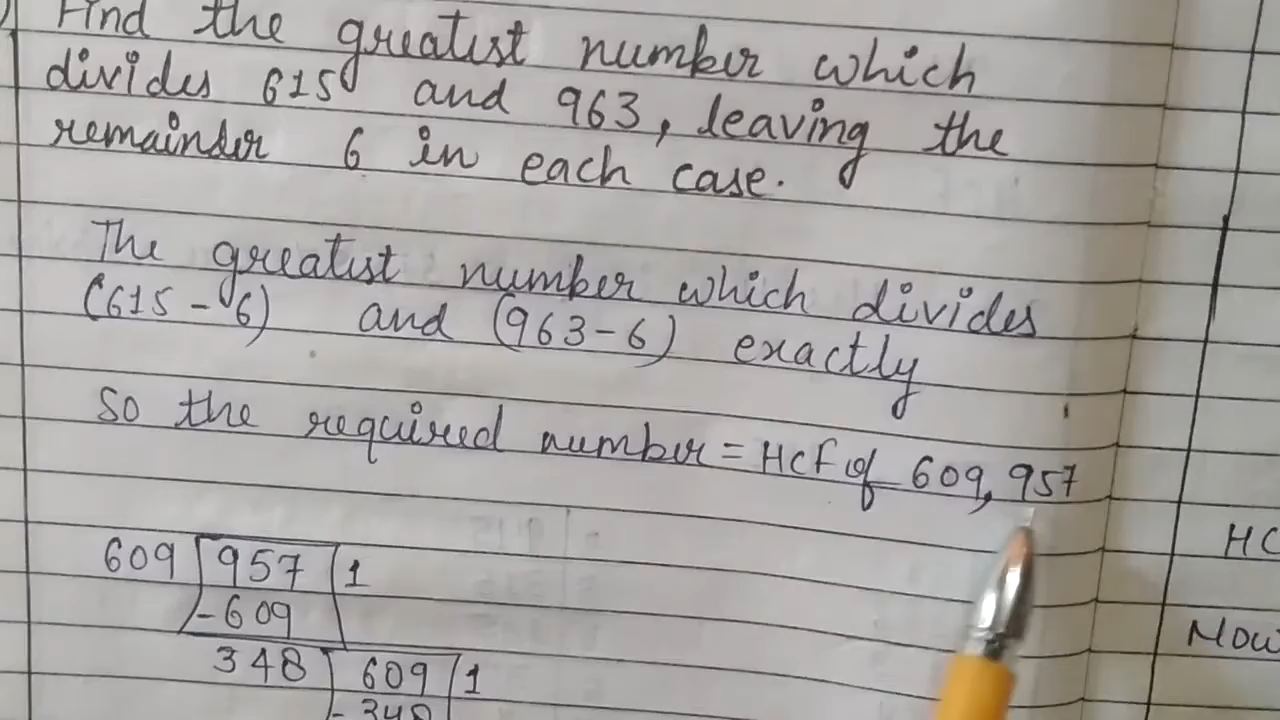 Find the greatest number which
divides 615 and 963, leaving the
remainder 6 in each case.
The greatest number which divides
(615-6) and (963-6) exactly
So the required number = HCF of 609, 957
609 957 1
-609
348 609 1
-348
HC
Now